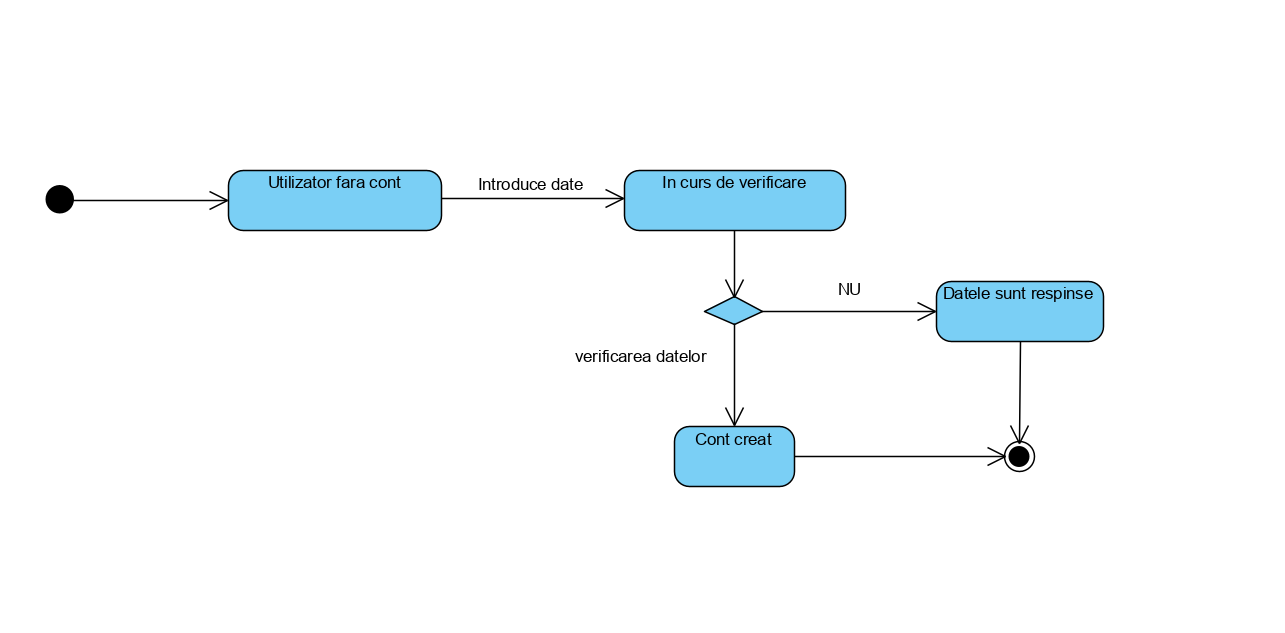 Utilizator fara cont
Introduce date
In curs de verificare
NU
Datele sunt respinse
verificarea datelor
Cont creat